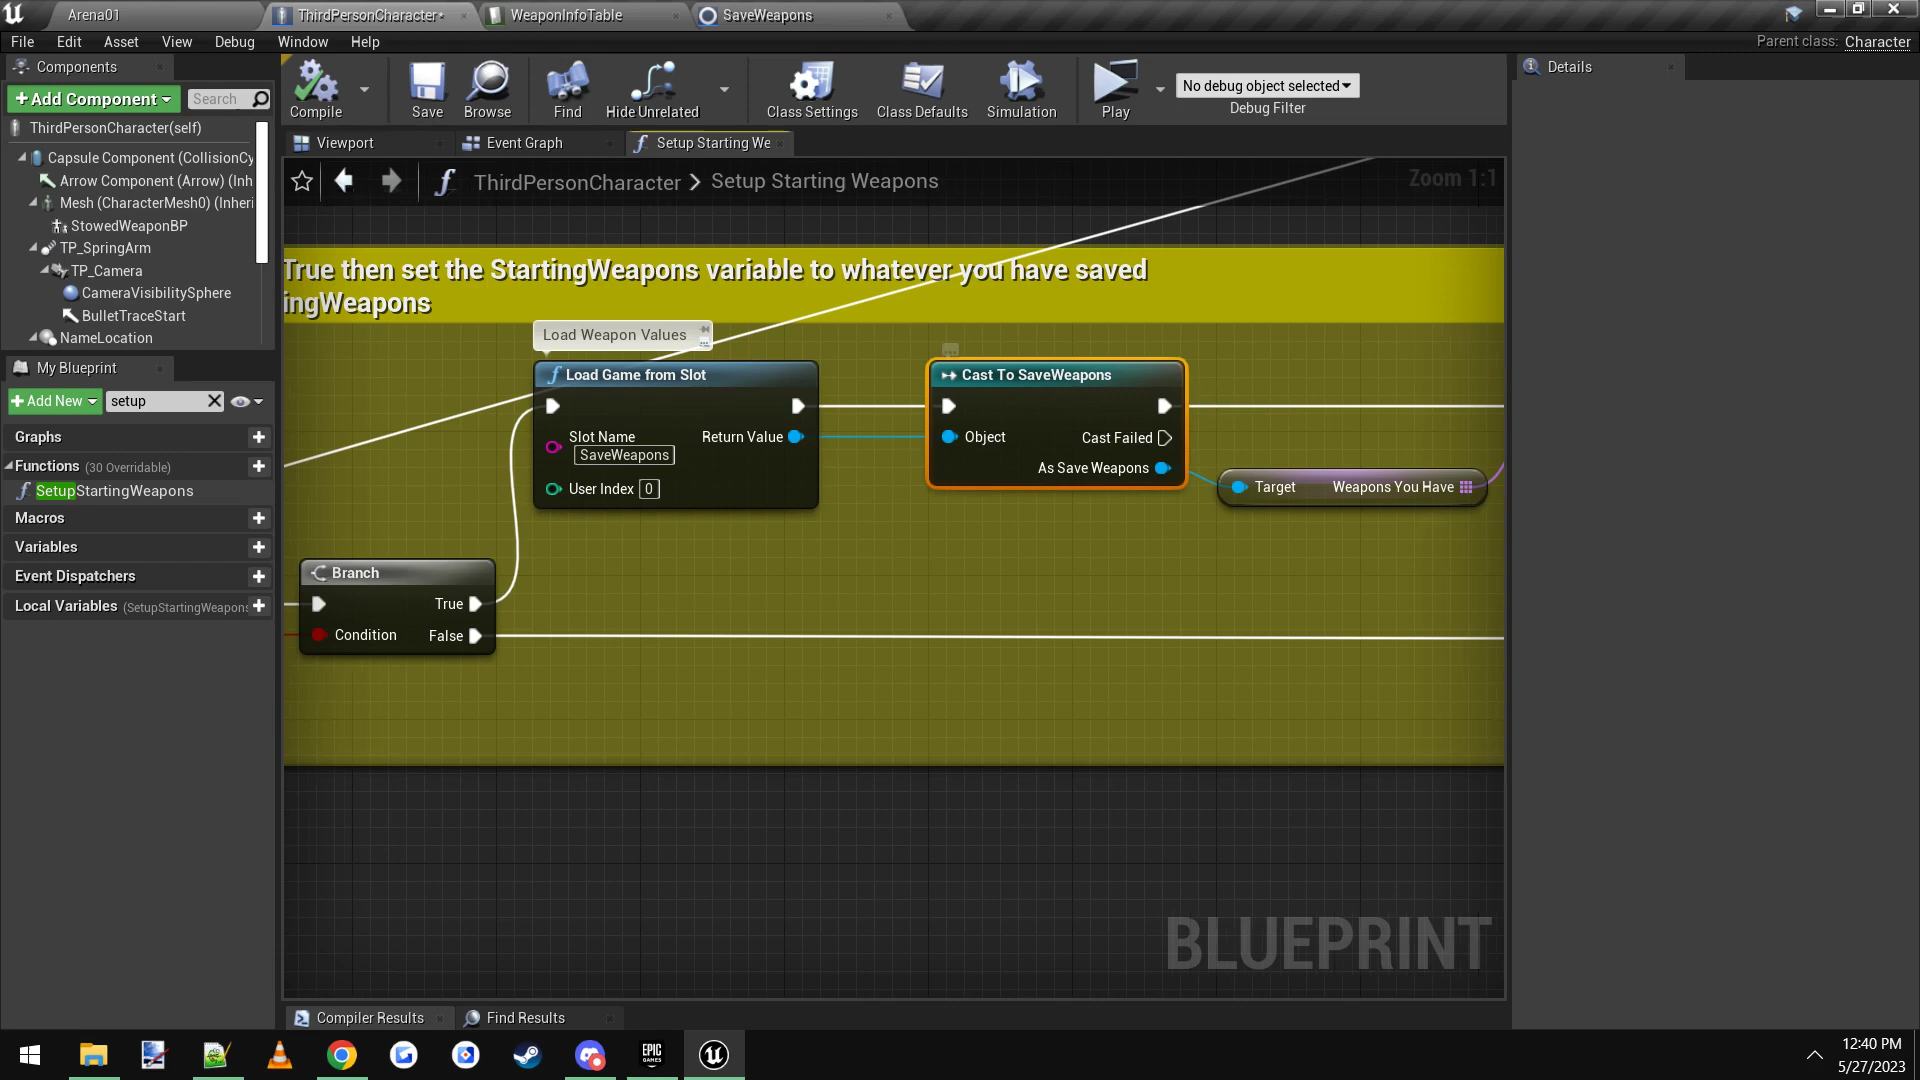 Arena01
ThirdPersonCharacter*
WeaponInfoTable
SaveWeapons
File
Edit
Asset
View
Debug
Window
Help
Parent class: Character
Components
+Add Component
Search
ThirdPersonCharacter(self)
Capsule Component (CollisionCy
Arrow Component (Arrow) (Inh
Mesh (CharacterMesh0) (Inheri
StowedWeaponBP
TP_SpringArm
TP_Camera
CameraVisibilitySphere
BulletTraceStart
NameLocation
My Blueprint
+Add New
setup
Graphs
Functions (30 Overridable)
SetupStartingWeapons
Macros
Variables
Event Dispatchers
Local Variables (SetupStartingWeapons
Compile
Save
Browse
Find
Hide Unrelated
Class Settings
Class Defaults
Simulation
Play
No debug object selected
Debug Filter
Viewport
Event Graph
Setup Starting We
ThirdPersonCharacter > Setup Starting Weapons
Zoom 1:1
True then set the StartingWeapons variable to whatever you have saved
ingWeapons
Load Weapon Values
Load Game from Slot
Slot Name
SaveWeapons
Return Value
User Index 0
Cast To SaveWeapons
Object
Cast Failed
As Save Weapons
Target
Weapons You Have
Branch
True
Condition
False
BLUEPRINT
Compiler Results
Find Results
Details
EPIC
GAMES
12:40 PM
5/27/2023